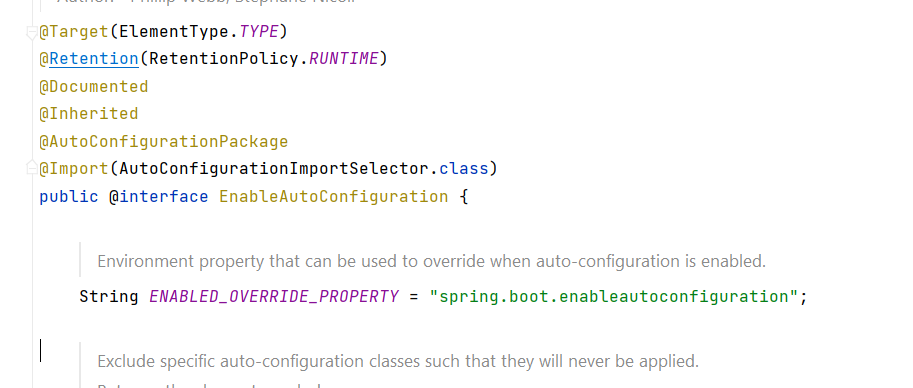 Author: Phillip Webb, Stephane Nicoll
@Target(ElementType.TYPE)
@Retention(RetentionPolicy.RUNTIME)
@Documented
@Inherited
@AutoConfigurationPackage
@Import(AutoConfigurationImportSelector.class)
public @interface EnableAutoConfiguration {
Environment property that can be used to override when auto-configuration is enabled.
String ENABLED_OVERRIDE_PROPERTY = "spring.boot.enableautoconfiguration";
Exclude specific auto-configuration classes such that they will never be applied.